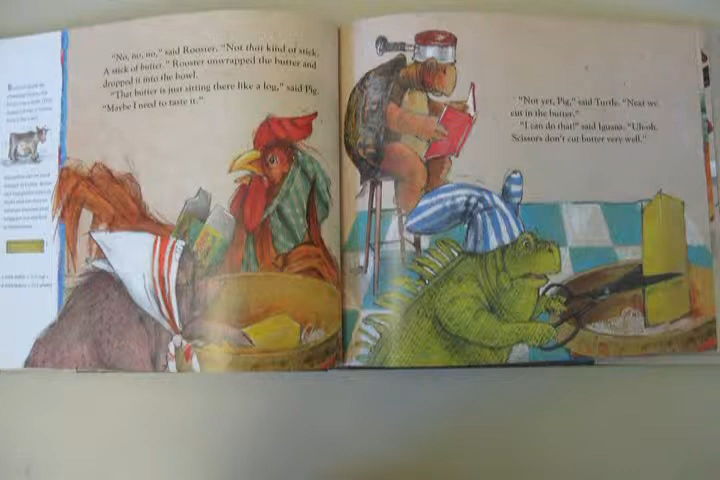 "No, no, no," said Rooster. "Not that kind of stick.
A stick of butter." Rooster unwrapped the butter and
dropped it into the bowl.
"That butter is just sitting there like a log," said Pig.
"Maybe I need to taste it."
"Not yet, Pig," said Turtle. "Next we
cut in the butter."
"I can do that!" said Iguana. "Uh-oh.
Scissors don't cut butter very well."